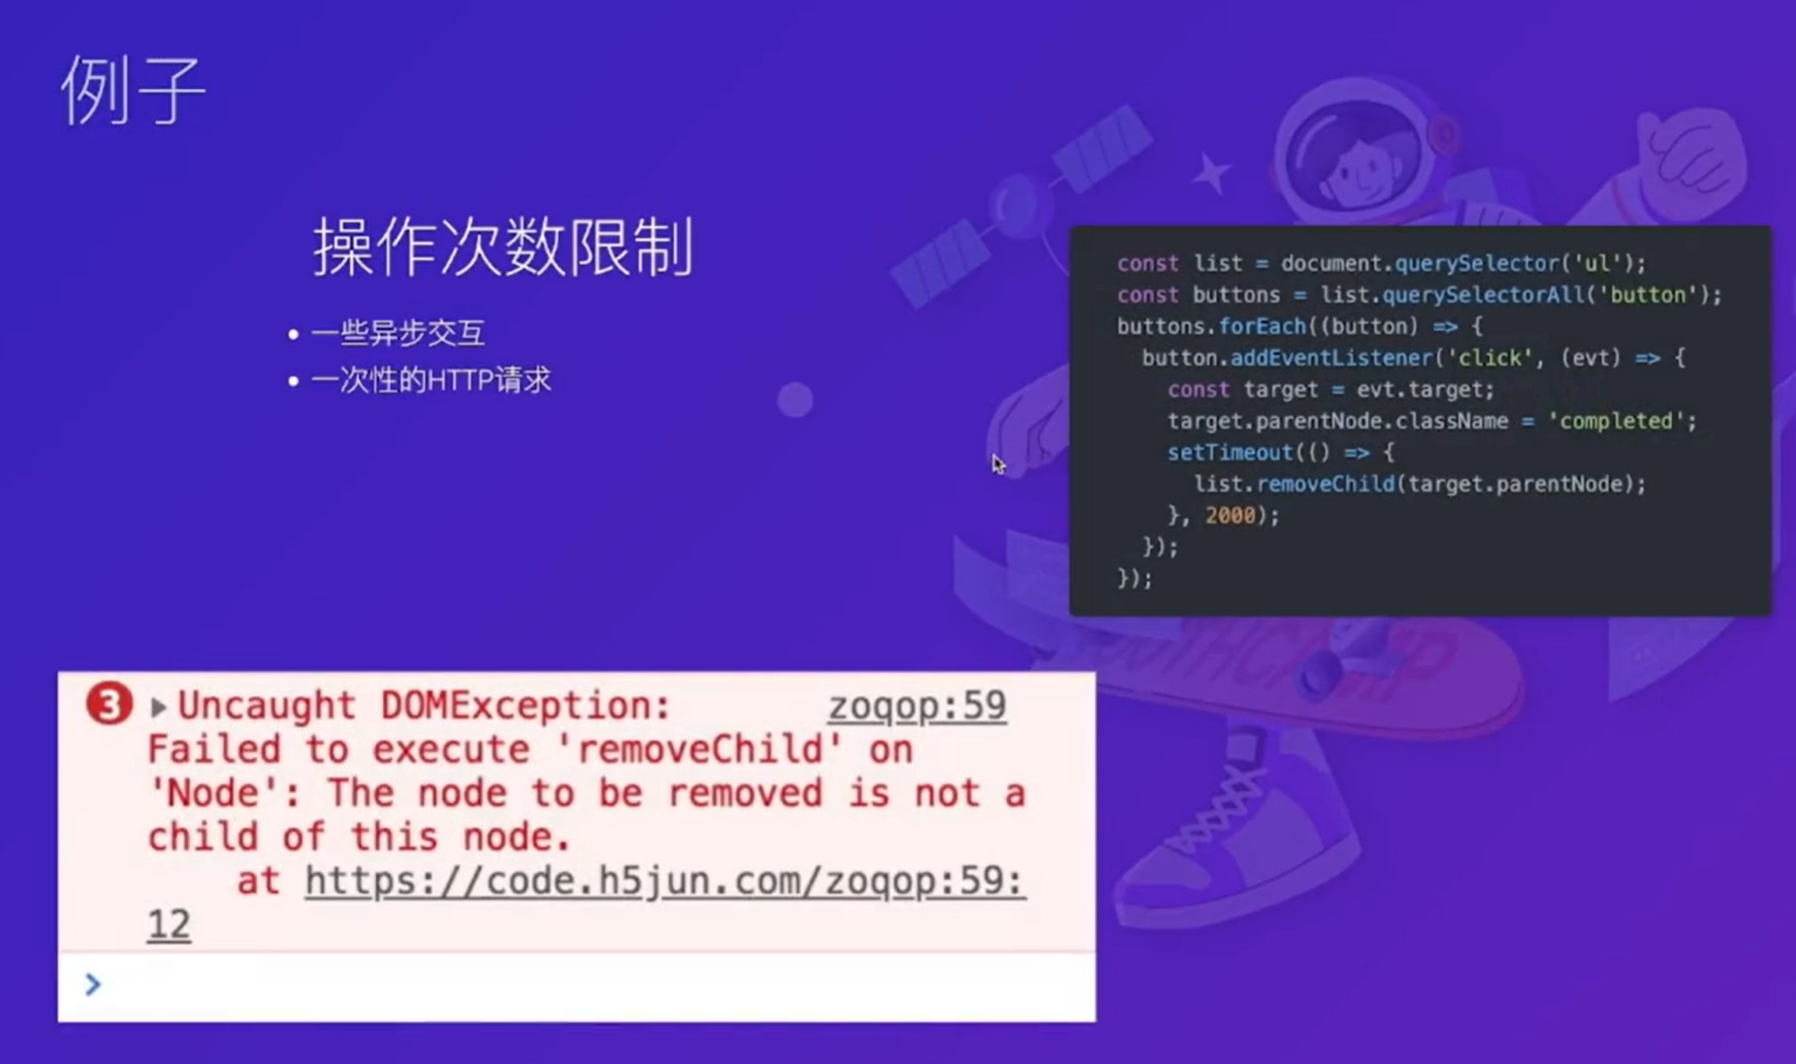 例子
操作次数限制
• 一些异步交互
• 一次性的HTTP请求
const list = document.querySelector('ul');
const buttons = list.querySelectorAll('button');
buttons.forEach((button) => {
  button.addEventListener('click', (evt) => {
    const target = evt.target;
    target.parentNode.className = 'completed';
    setTimeout(() => {
      list.removeChild(target.parentNode);
    }, 2000);
  });
});
3 ▸ Uncaught DOMException: zoqop:59
Failed to execute 'removeChild' on
'Node': The node to be removed is not a
child of this node.
at https://code.h5jun.com/zoqop:59:
12
>